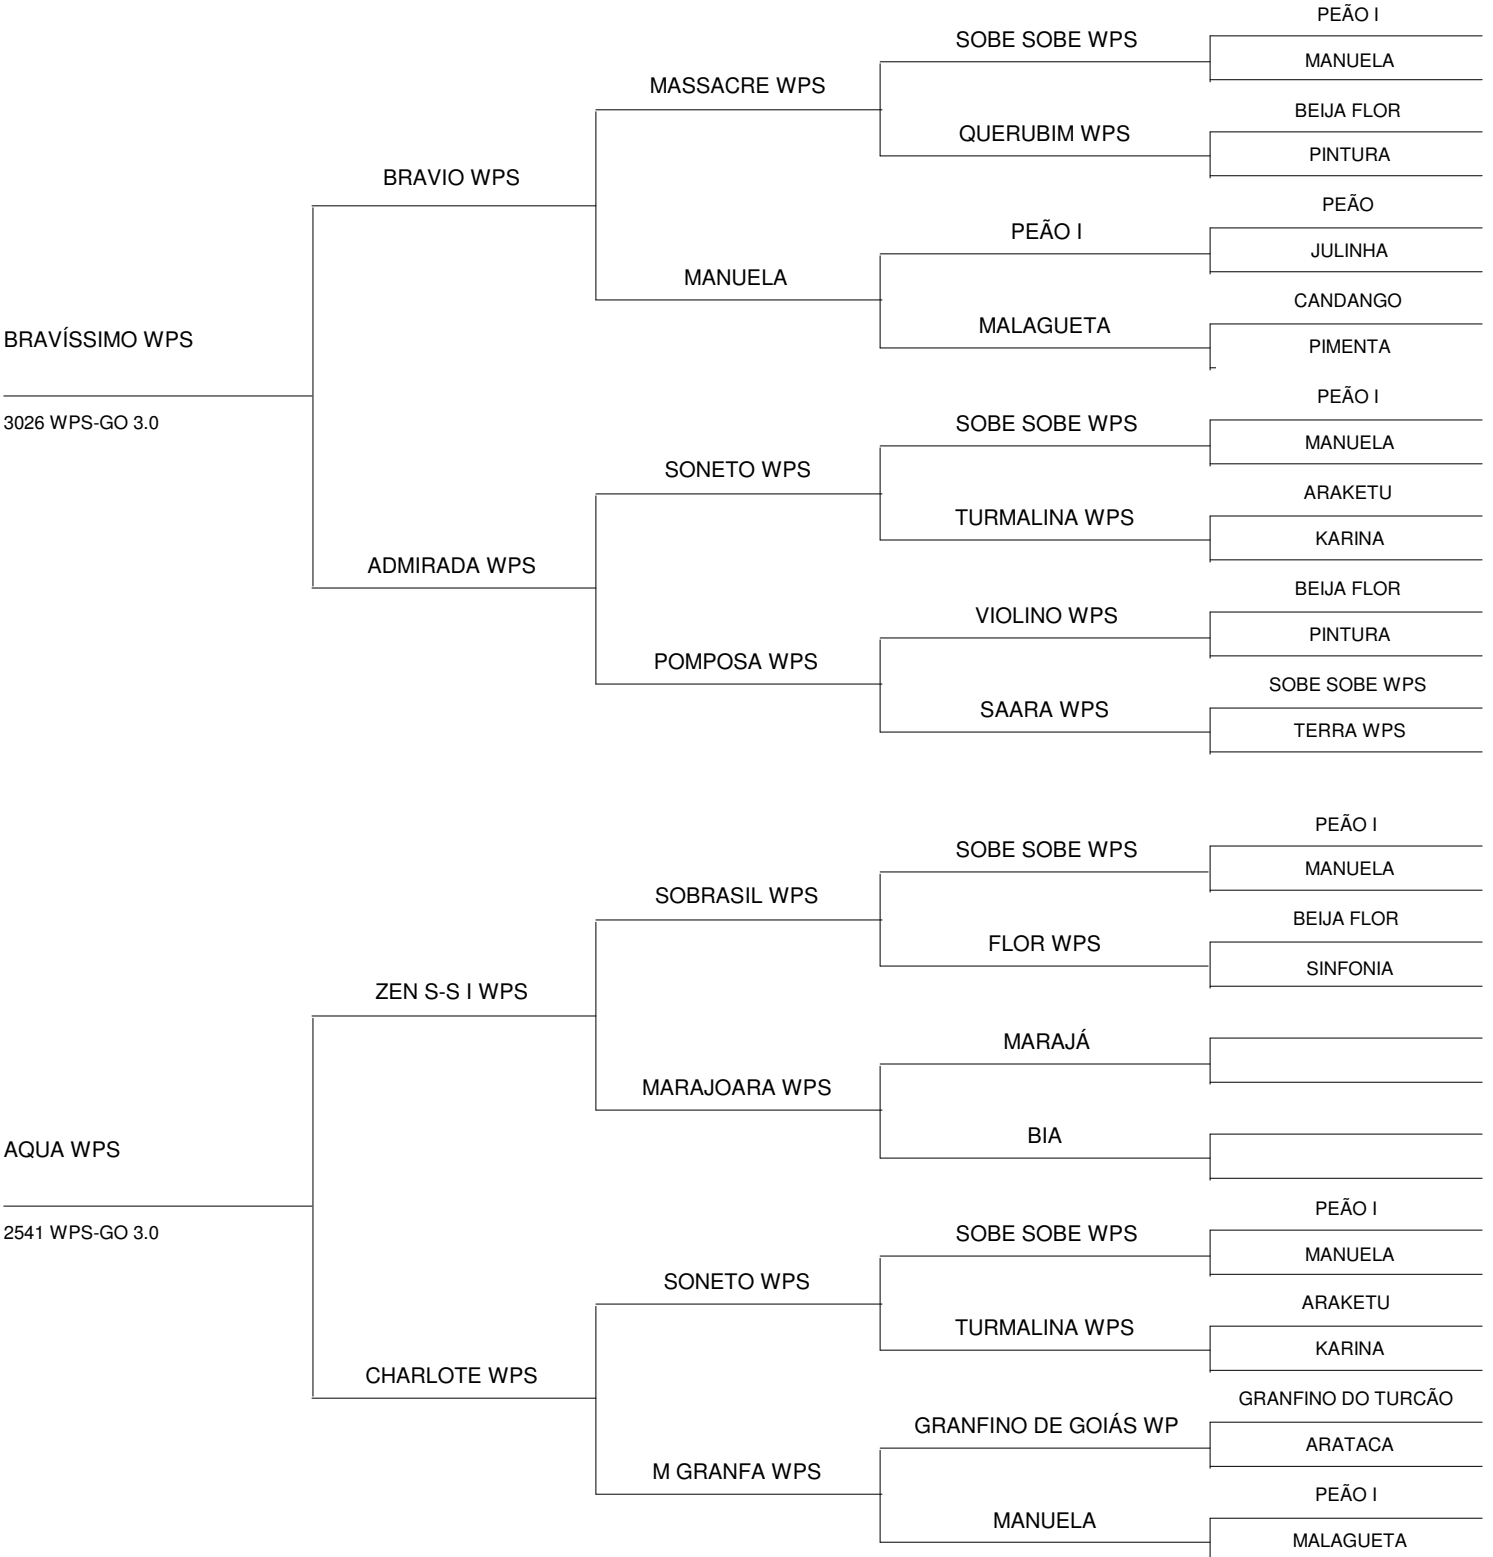 PEÃO I
SOBE SOBE WPS
MANUELA
MASSACRE WPS
BEIJA FLOR
QUERUBIM WPS
PINTURA
BRAVIO WPS
PEÃO
PEÃO I
JULINHA
MANUELA
CANDANGO
MALAGUETA
BRAVÍSSIMO WPS
PIMENTA
PEÃO I
3026 WPS-GO 3.0
SOBE SOBE WPS
MANUELA
SONETO WPS
ARAKETU
TURMALINA WPS
KARINA
ADMIRADA WPS
BEIJA FLOR
VIOLINO WPS
PINTURA
POMPOSA WPS
SOBE SOBE WPS
SAARA WPS
TERRA WPS
PEÃO I
SOBE SOBE WPS
MANUELA
SOBRASIL WPS
BEIJA FLOR
FLOR WPS
SINFONIA
ZEN S-S I WPS
MARAJÁ
MARAJOARA WPS
BIA
AQUA WPS
PEÃO I
2541 WPS-GO 3.0
SOBE SOBE WPS
MANUELA
SONETO WPS
ARAKETU
TURMALINA WPS
KARINA
CHARLOTE WPS
GRANFINO DO TURCÃO
GRANFINO DE GOIÁS WP
ARATACA
M GRANFA WPS
PEÃO I
MANUELA
MALAGUETA